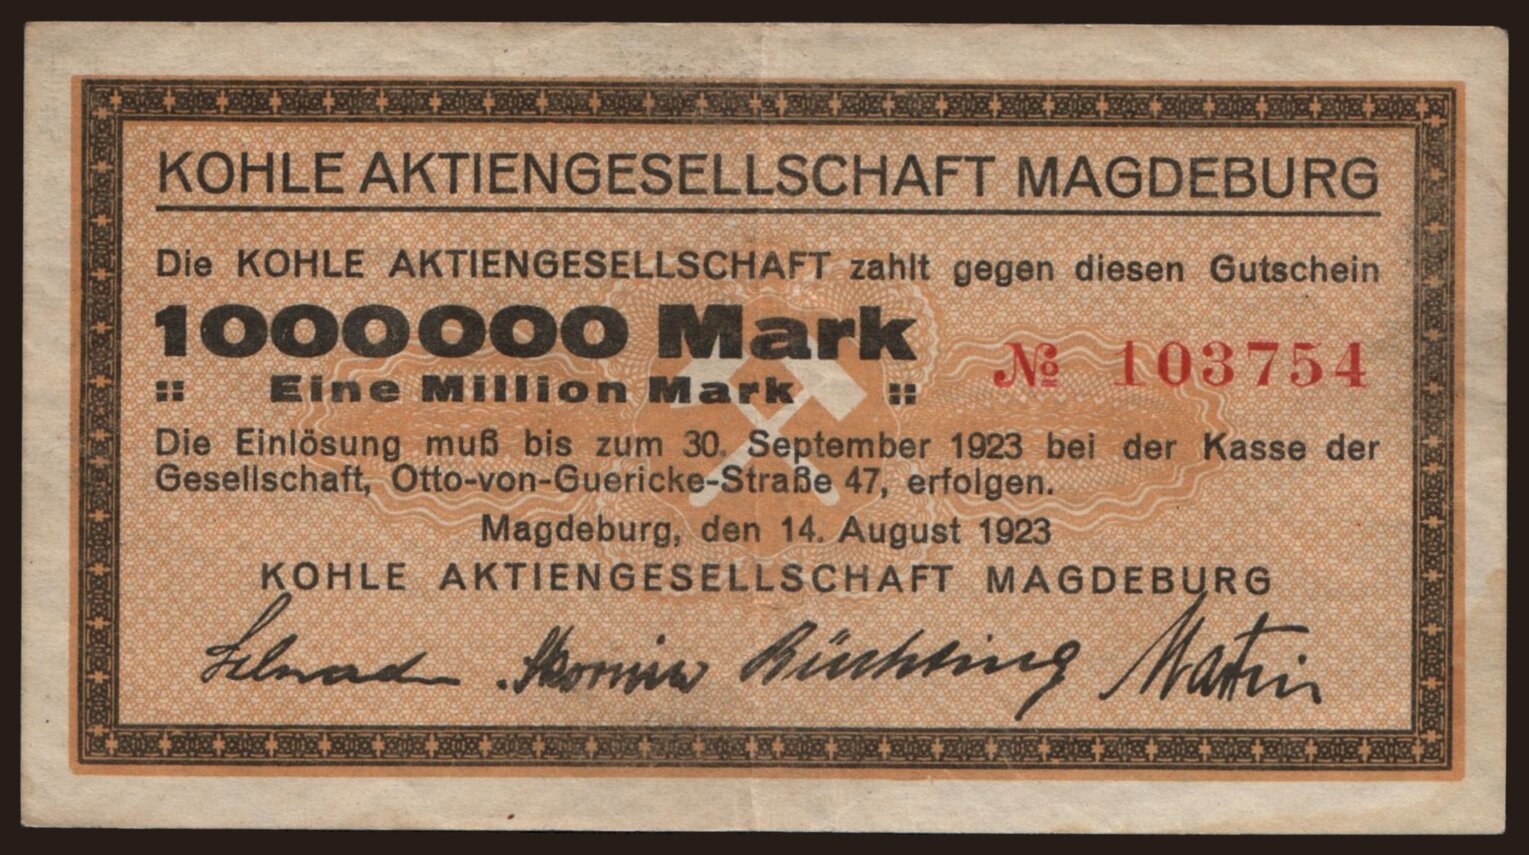 KOHLE AKTIENGESELLSCHAFT MAGDEBURG
Die KOHLE AKTIENGESELLSCHAFT zahlt gegen diesen Gutschein
1000000 Mark
№ 103754
:: Eine Million Mark ::
Die Einlösung muß bis zum 30. September 1923 bei der Kasse der
Gesellschaft, Otto-von-Guericke-Straße 47, erfolgen.
Magdeburg, den 14. August 1923
KOHLE AKTIENGESELLSCHAFT MAGDEBURG
Büchting Martin